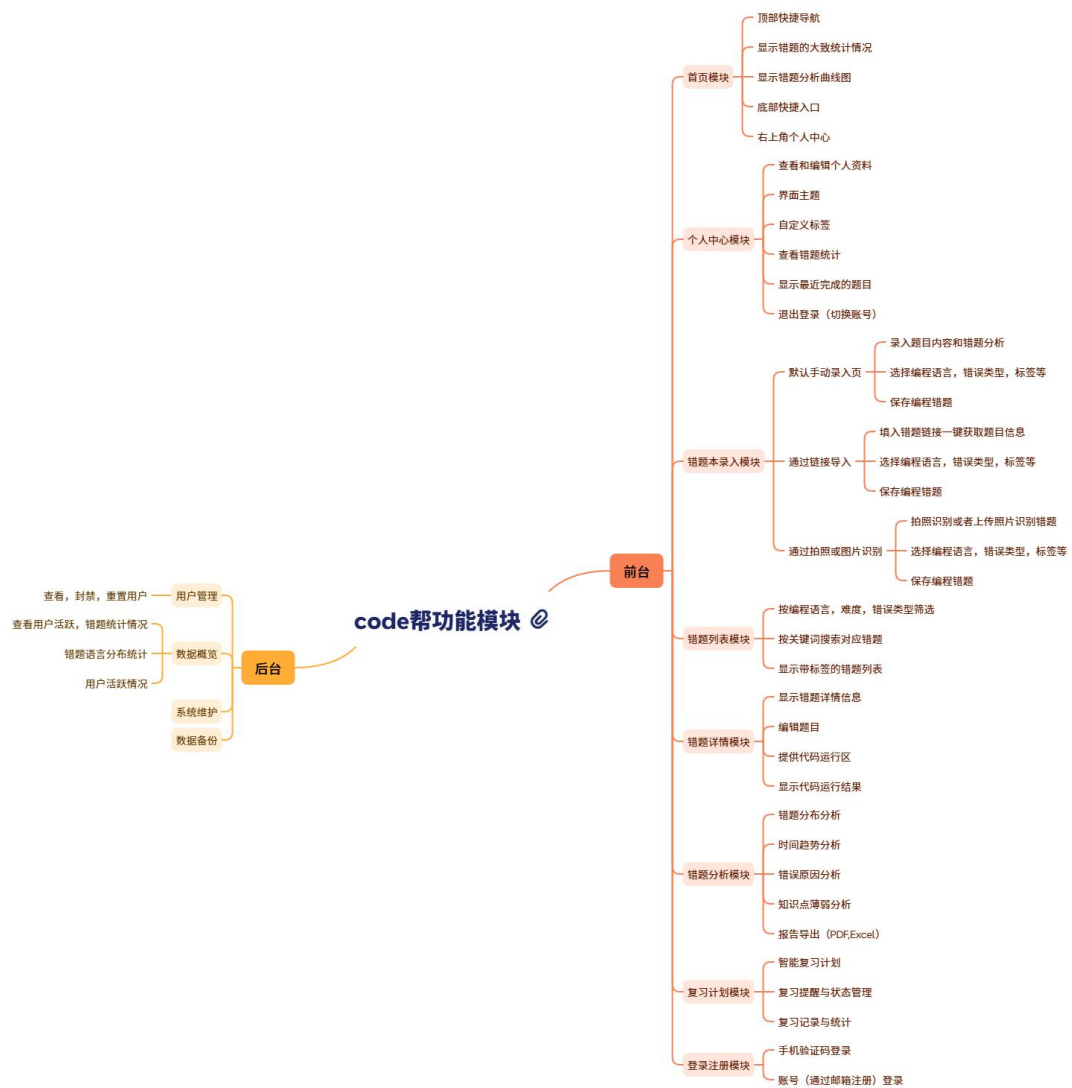 code帮功能模块
前台
首页模块
顶部快捷导航
显示错题的大致统计情况
显示错题分析曲线图
底部快捷入口
右上角个人中心
个人中心模块
查看和编辑个人资料
界面主题
自定义标签
查看错题统计
显示最近完成的题目
退出登录（切换账号）
错题本录入模块
默认手动录入页
录入题目内容和错题分析
选择编程语言，错误类型，标签等
保存编程错题
通过链接导入
填入错题链接一键获取题目信息
选择编程语言，错误类型，标签等
保存编程错题
通过拍照或图片识别
拍照识别或者上传照片识别错题
选择编程语言，错误类型，标签等
保存编程错题
错题列表模块
按编程语言，难度，错误类型筛选
按关键词搜索对应错题
显示带标签的错题列表
错题详情模块
显示错题详情信息
编辑题目
提供代码运行区
显示代码运行结果
错题分析模块
错题分布分析
时间趋势分析
错误原因分析
知识点薄弱分析
报告导出（PDF,Excel）
复习计划模块
智能复习计划
复习提醒与状态管理
复习记录与统计
登录注册模块
手机验证码登录
账号（通过邮箱注册）登录
后台
用户管理
查看，封禁，重置用户
数据概览
查看用户活跃，错题统计情况
错题语言分布统计
用户活跃情况
系统维护
数据备份